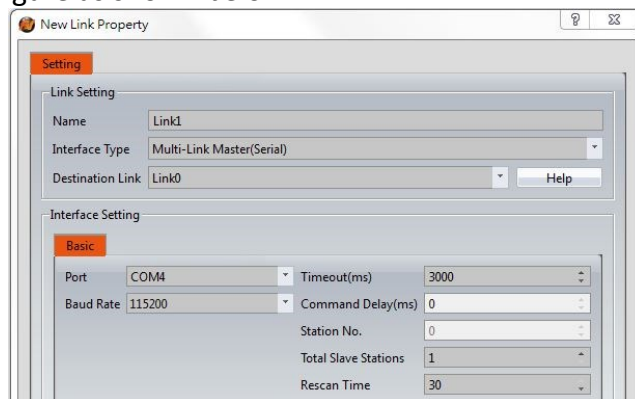 New Link Property
Setting
Link Setting
Name Link1
Interface Type Multi-Link Master(Serial)
Destination Link Link0 Help
Interface Setting
Basic
Port COM4 Timeout(ms) 3000
Baud Rate 115200 Command Delay(ms) 0
Station No. 0
Total Slave Stations 1
Rescan Time 30